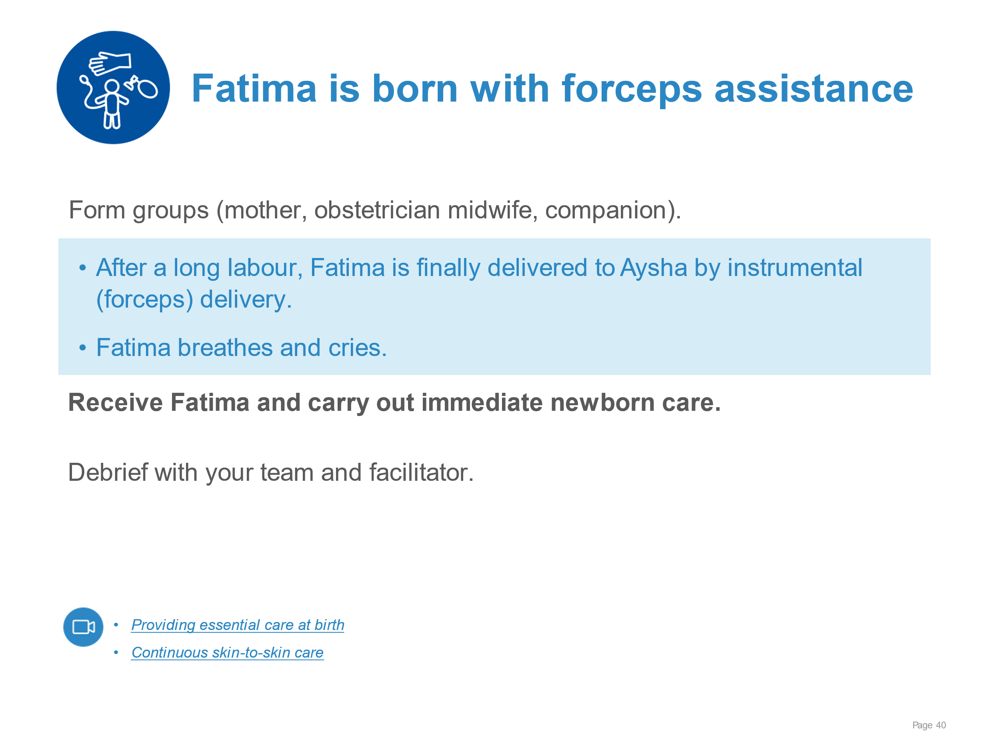 Fatima is born with forceps assistance
Form groups (mother, obstetrician midwife, companion).
• After a long labour, Fatima is finally delivered to Aysha by instrumental
(forceps) delivery.
• Fatima breathes and cries.
Receive Fatima and carry out immediate newborn care.
Debrief with your team and facilitator.
• Providing essential care at birth
• Continuous skin-to-skin care
Page 40